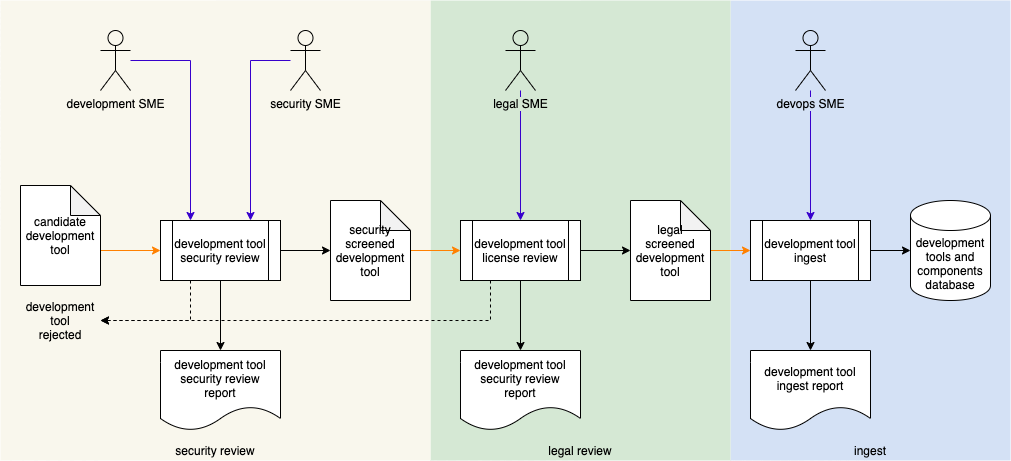 development SME
security SME
legal SME
devops SME
candidate
development
tool
development tool
security review
security
screened
development
tool
development tool
license review
legal
screened
development
tool
development tool
ingest
development
tools and
components
database
development
tool
rejected
development tool
security review
report
development tool
security review
report
development tool
ingest report
security review
legal review
ingest